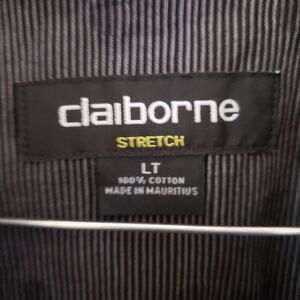 claiborne
STRETCH
LT
100% COTTON
MADE IN MAURITIUS